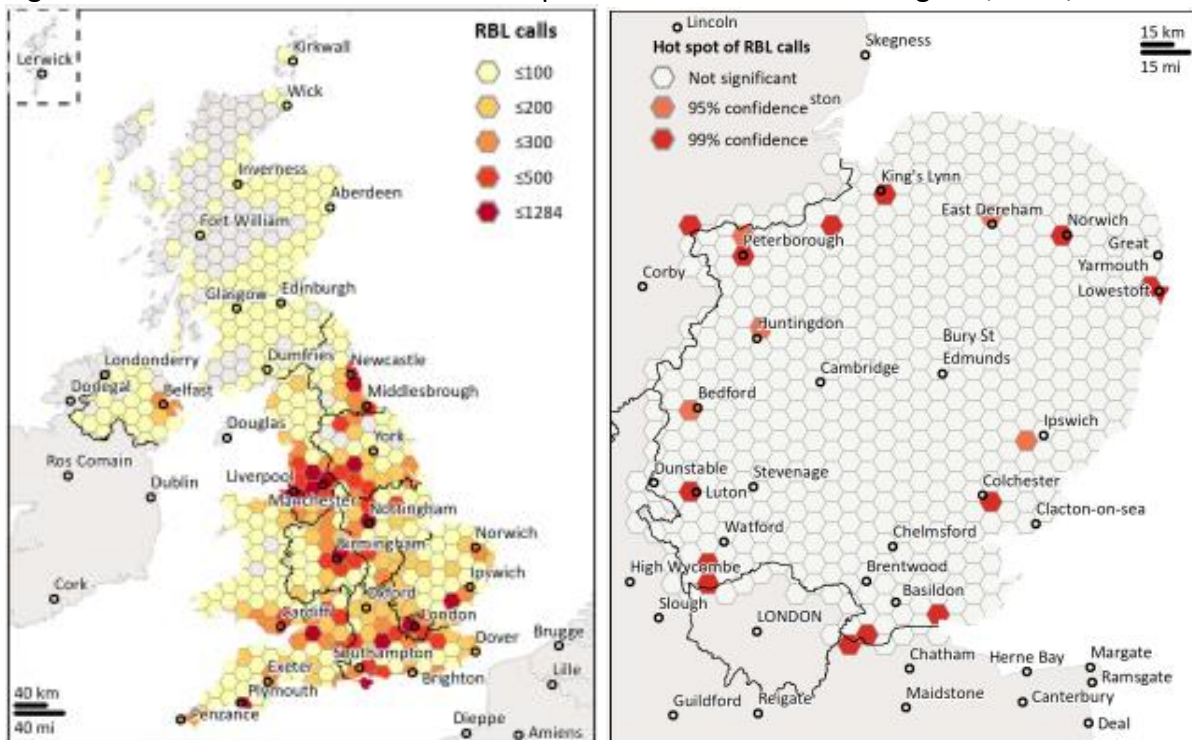 RBL calls
≤100
≤200
≤300
≤500
≤1284
Lerwick
Kirkwall
Wick
Inverness
Aberdeen
Fort William
Glasgow
Edinburgh
Londonderry
Dumfries
Newcastle
Donegal
Belfast
Middlesbrough
Douglas
York
Ros Comain
Liverpool
Dublin
Manchester
Nottingham
Norwich
Birmingham
Ipswich
Cork
Oxford
Cardiff
London
Dover
Brugge
Southampton
Exeter
Brighton
Lille
Plymouth
40 km
40 mi
Penzance
Dieppe
Amiens
Lincoln
15 km
15 mi
Skegness
Hot spot of RBL calls
Not significant
95% confidence
ston
99% confidence
King's Lynn
East Dereham
Norwich
Peterborough
Great
Yarmouth
Corby
Lowestoft
Huntingdon
Bury St
Edmunds
Cambridge
Bedford
Ipswich
Dunstable
Stevenage
Luton
Colchester
Clacton-on-sea
Watford
Chelmsford
High Wycombe
Brentwood
Slough
Basildon
LONDON
Chatham
Herne Bay
Margate
Ramsgate
Guildford
Reigate
Maidstone
Canterbury
Deal